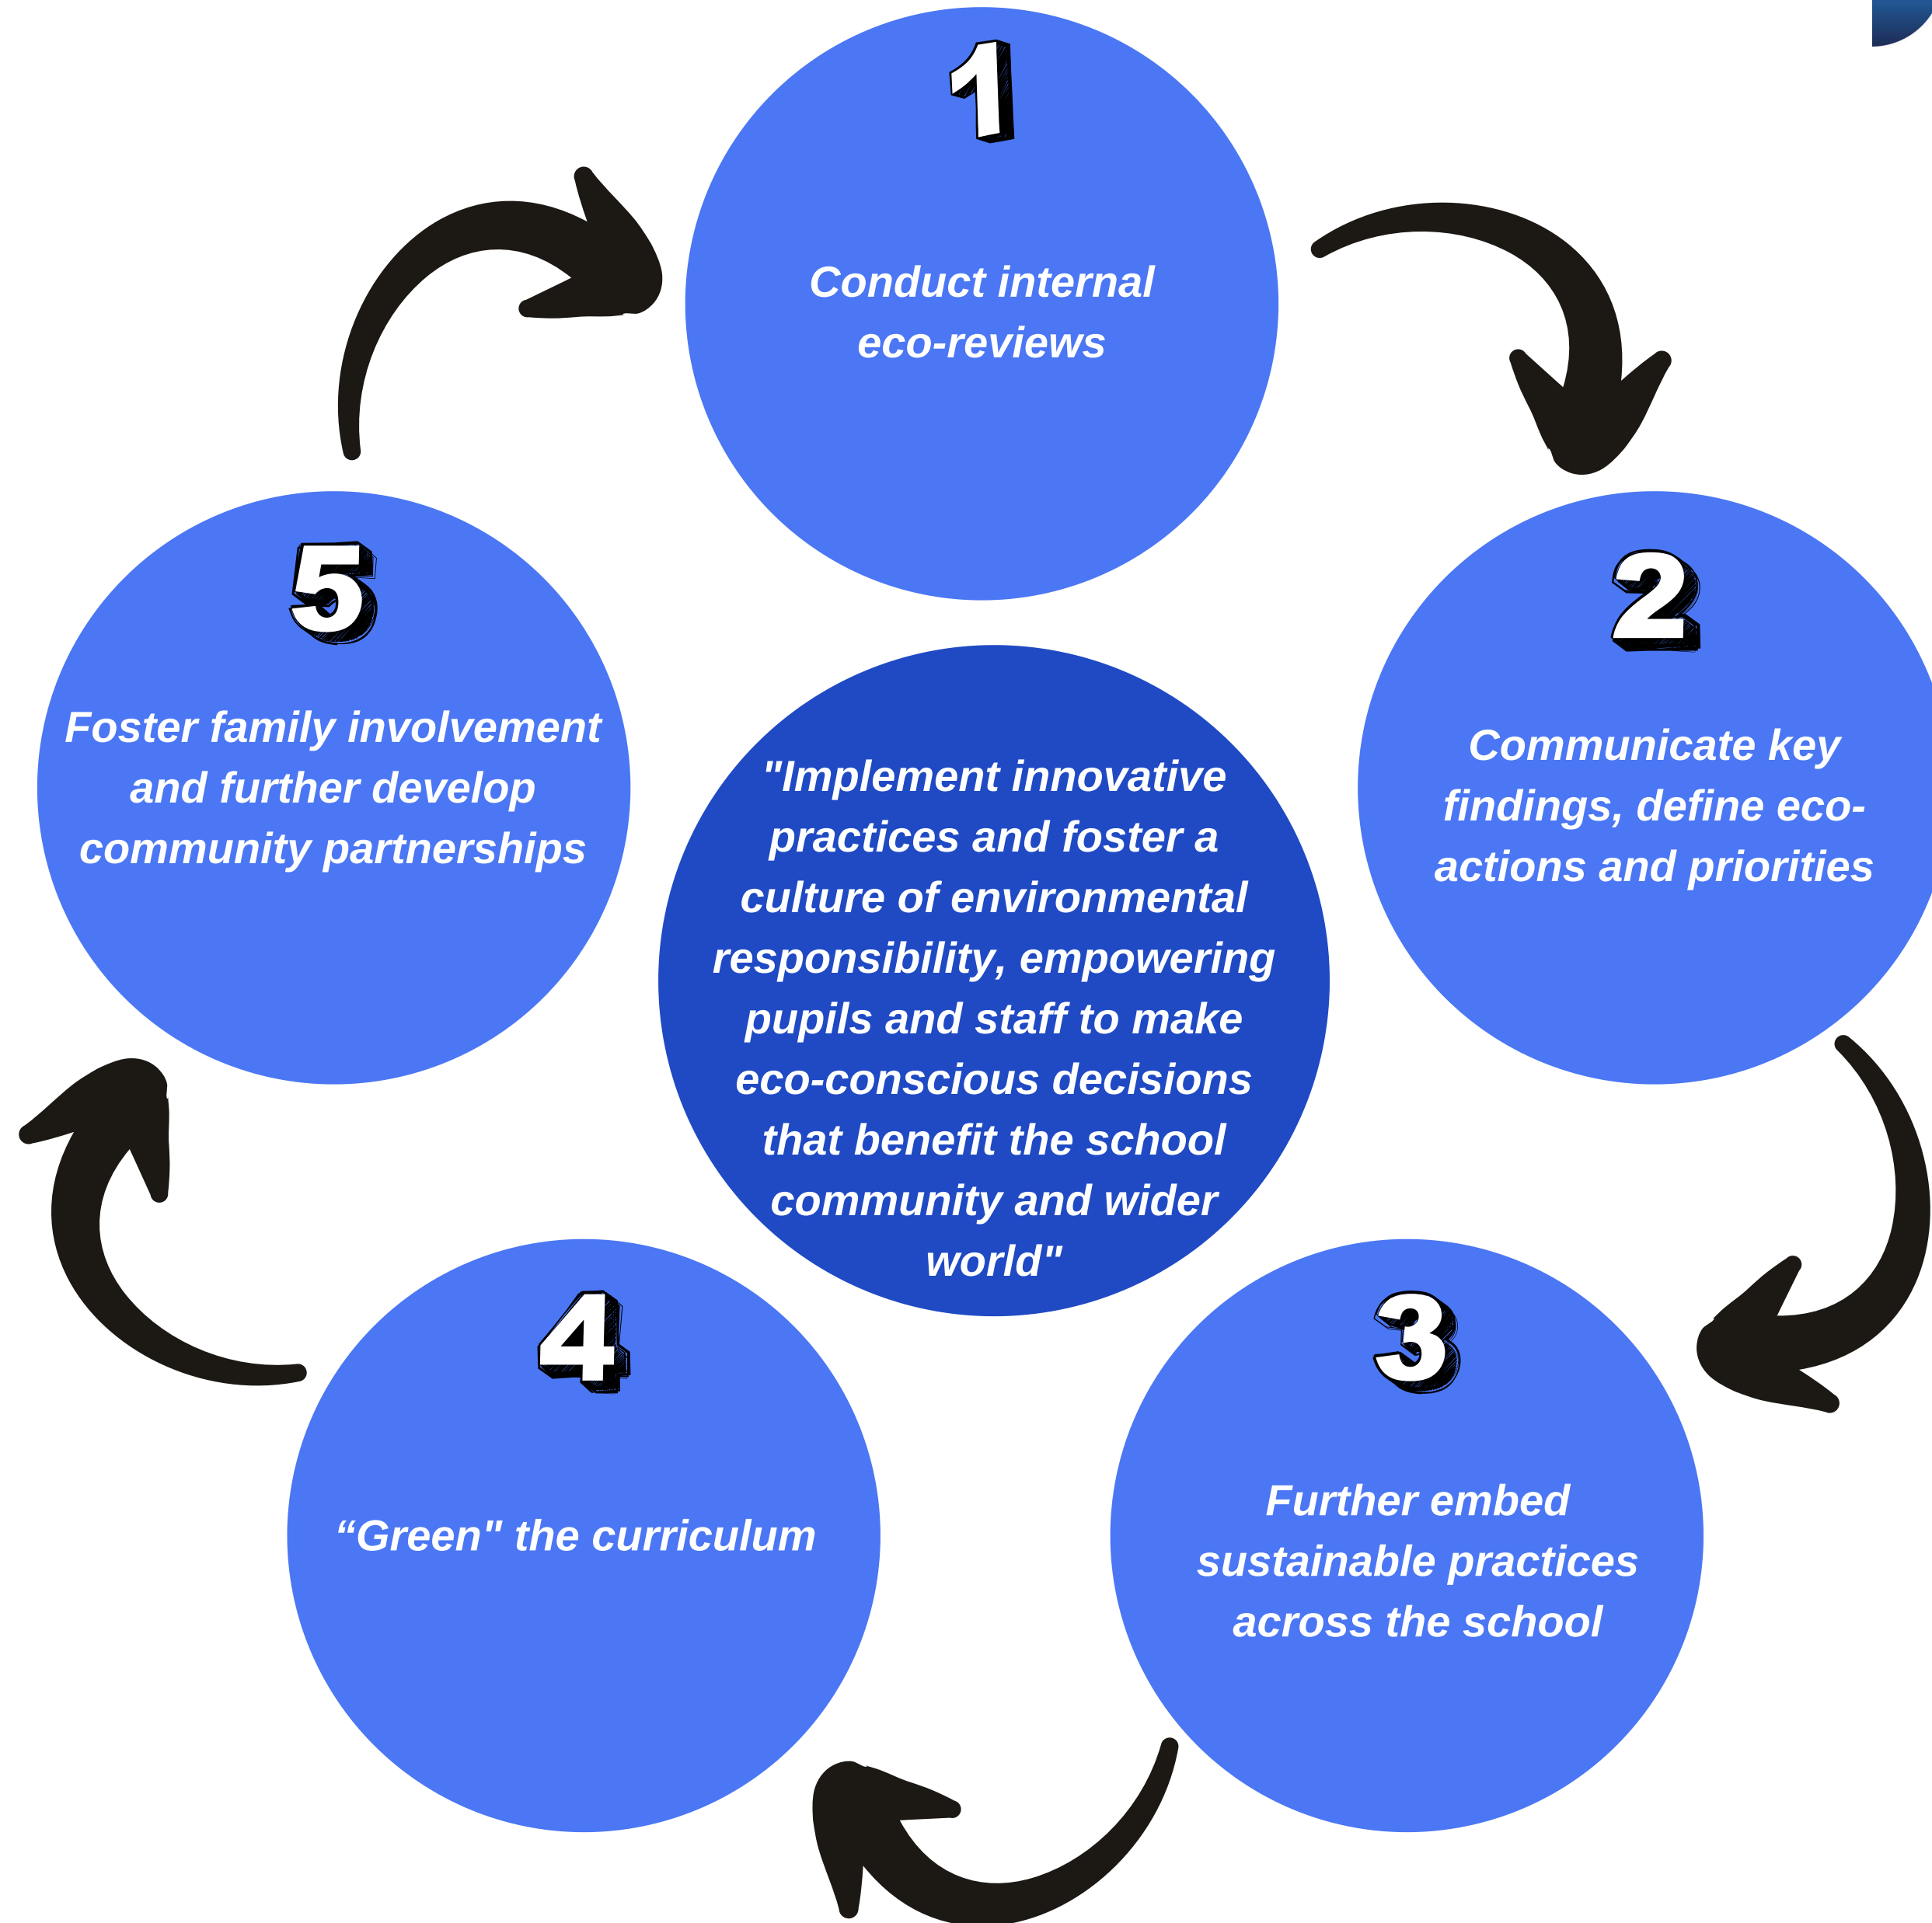 1
Conduct internal
eco-reviews
2
Communicate key
findings, define eco-
actions and priorities
3
Further embed
sustainable practices
across the school
4
“Green" the curriculum
5
Foster family involvement
and further develop
community partnerships
"Implement innovative
practices and foster a
culture of environmental
responsibility, empowering
pupils and staff to make
eco-conscious decisions
that benefit the school
community and wider
world"